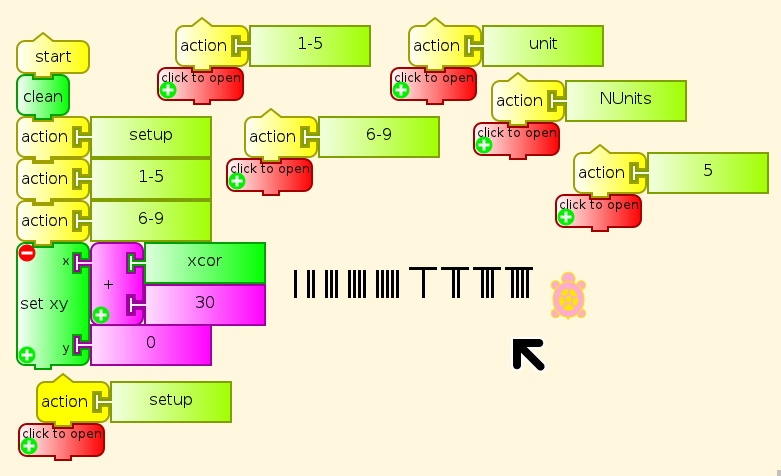 start
clean
action setup
action 1-5
action 6-9
set xy
x
+
xcor
30
y
0
action setup
click to open
action 1-5
click to open
action 6-9
click to open
action unit
click to open
action NUnits
click to open
action 5
click to open